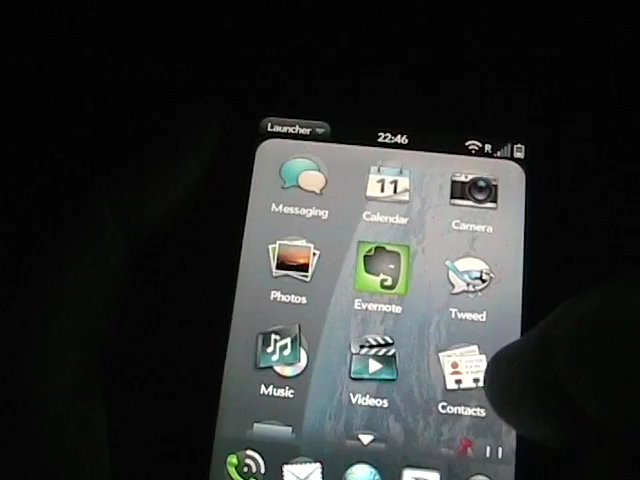 Launcher
22:46
R
11
Messaging
Calendar
Camera
Photos
Evernote
Tweed
Music
Videos
Contacts